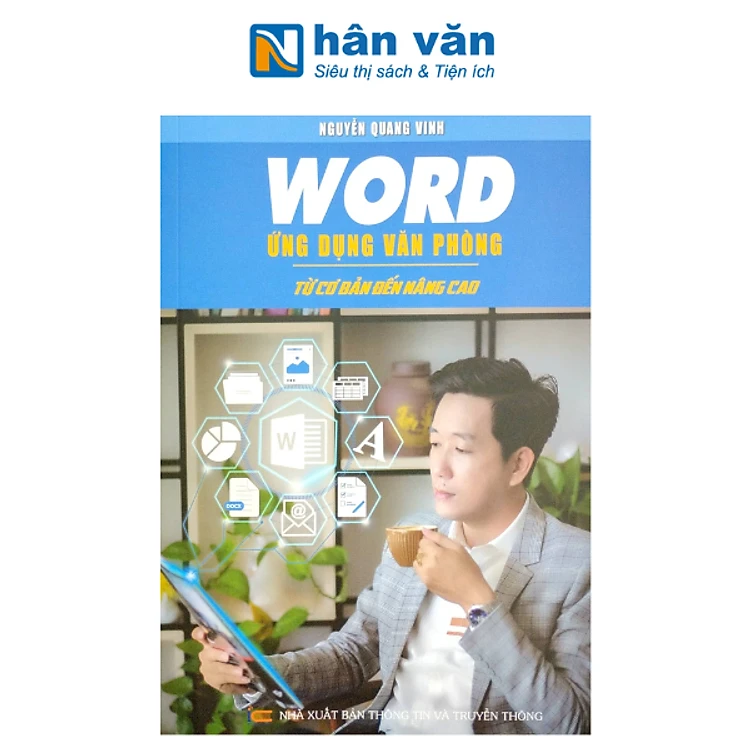 hân văn
Siêu thị sách & Tiện ích
NGUYỄN QUANG VINH
WORD
ỨNG DỤNG VĂN PHÒNG
TỪ CƠ BẢN ĐẾN NÂNG CAO
W
A
DOCX
@
NHÀ XUẤT BẢN THÔNG TIN VÀ TRUYỀN THÔNG